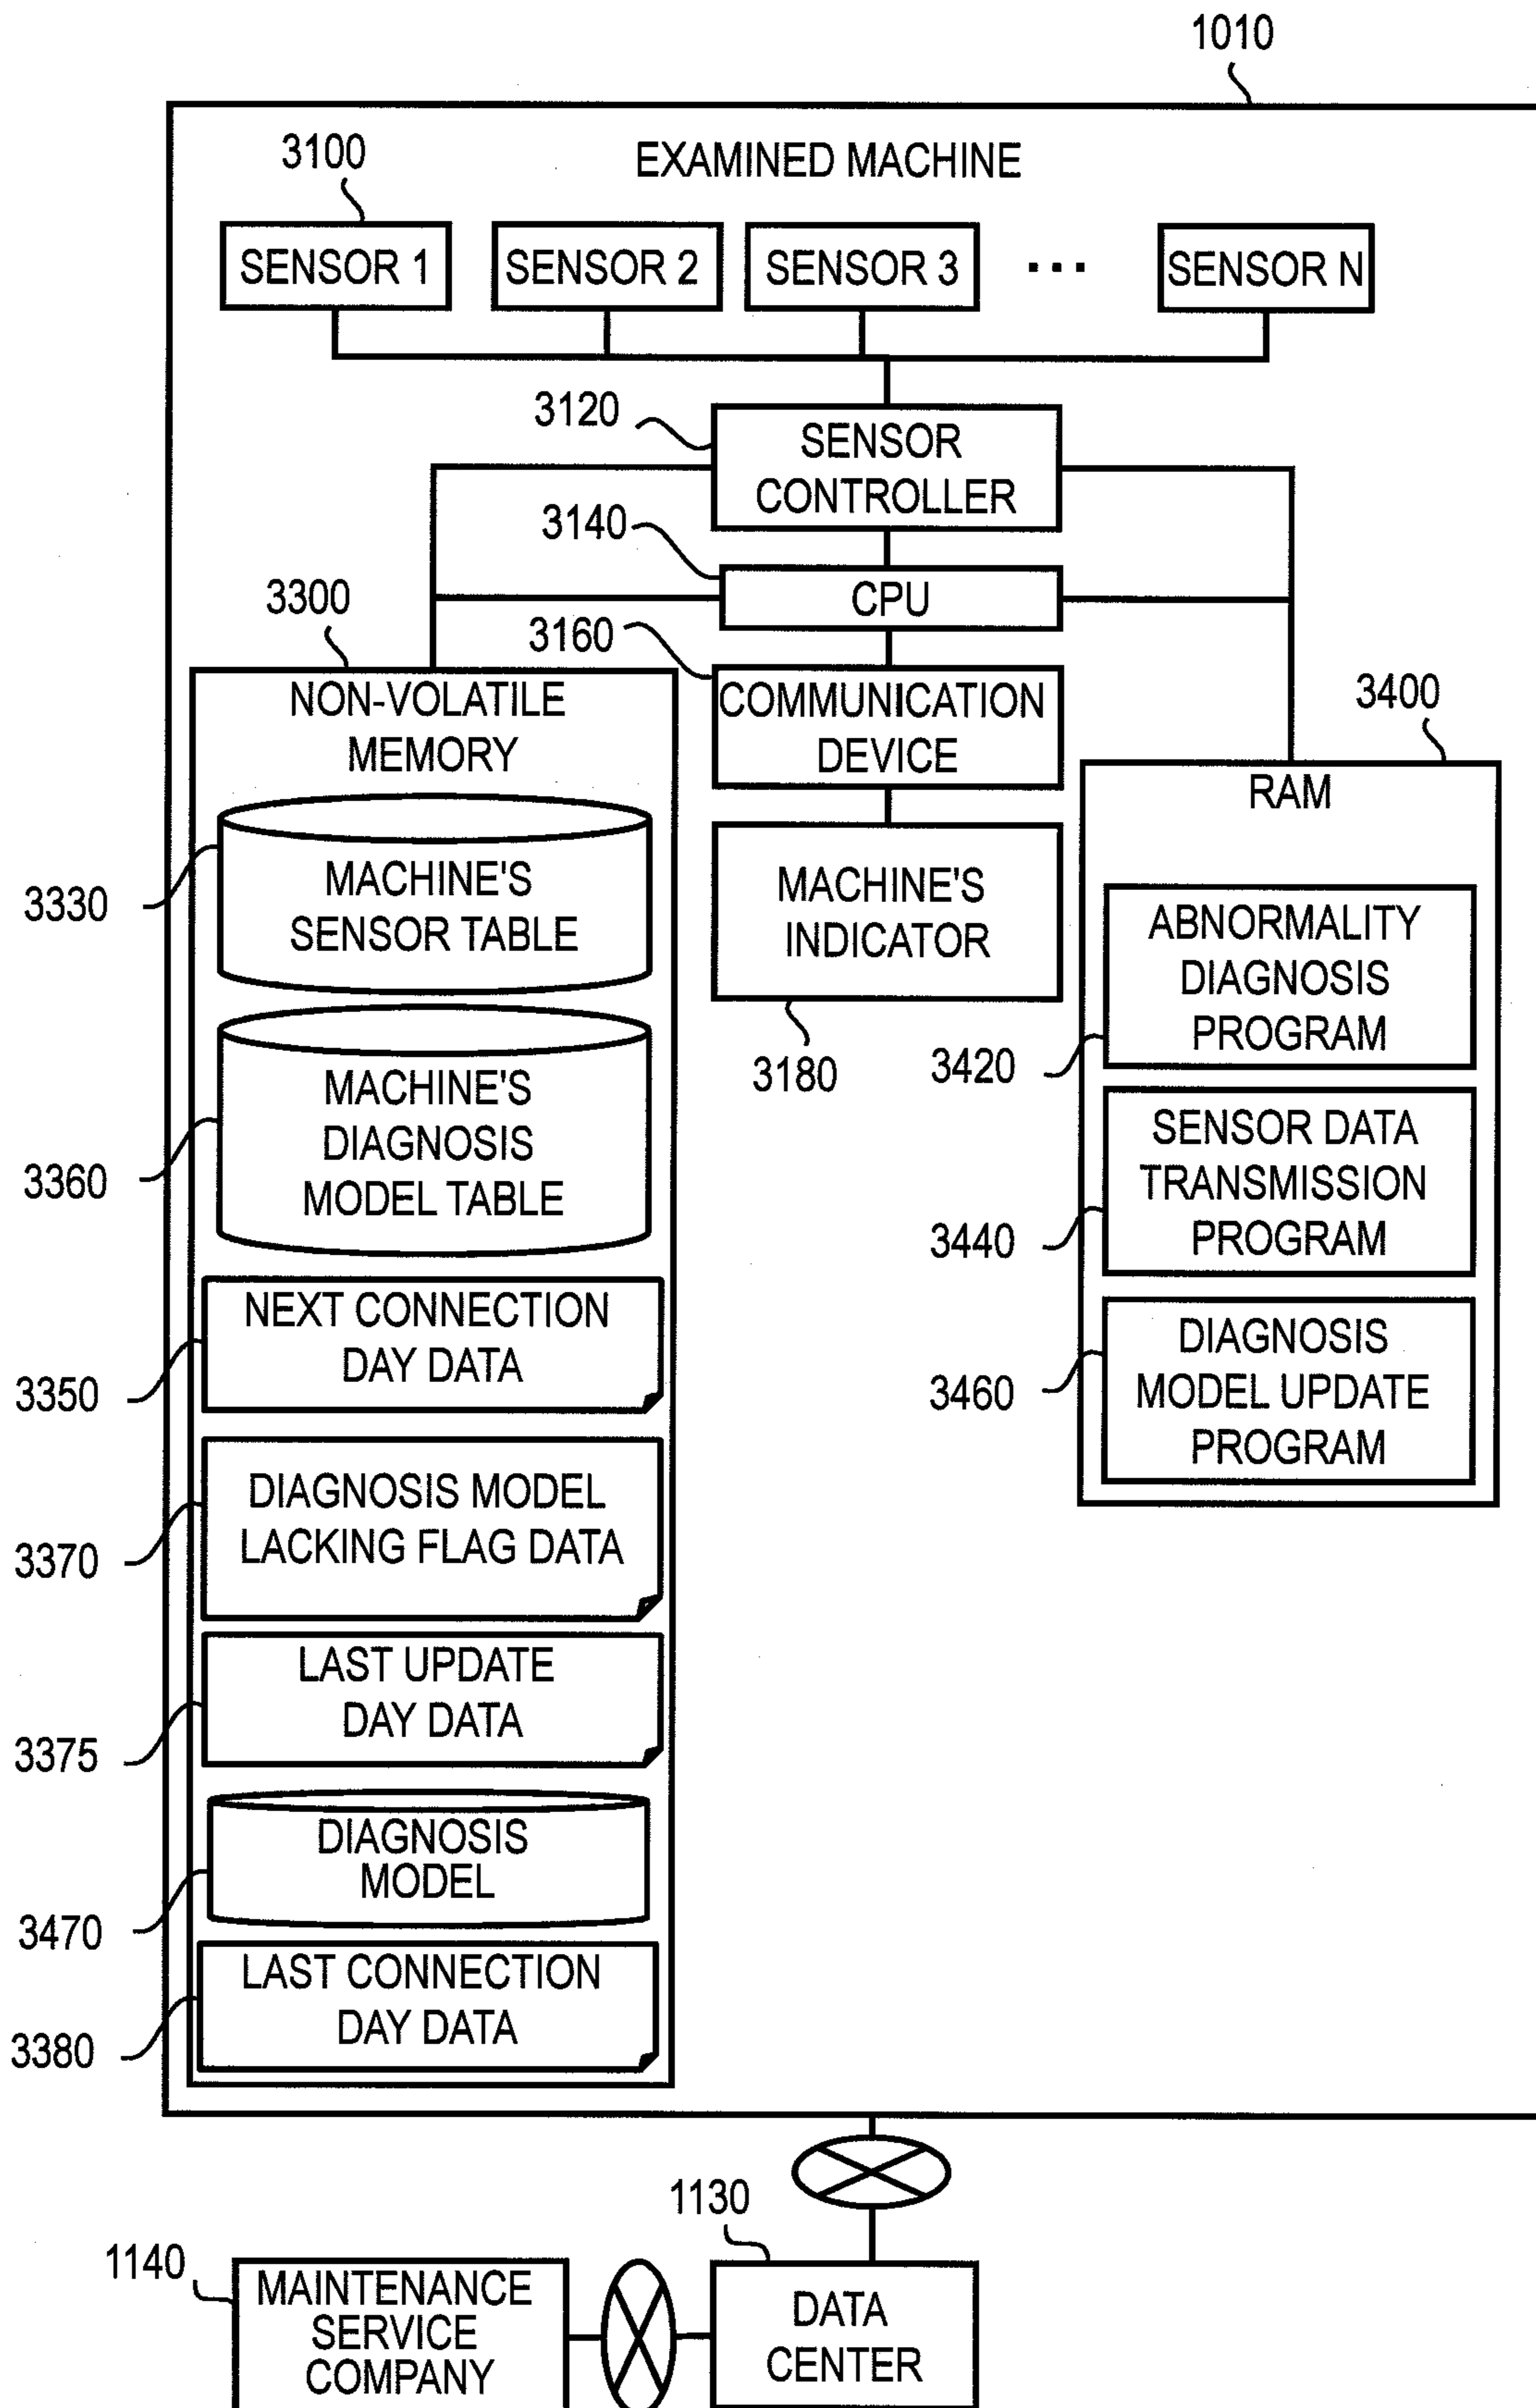 1010
EXAMINED MACHINE
3100
SENSOR 1
SENSOR 2
SENSOR 3
...
SENSOR N
3120
SENSOR
CONTROLLER
3140
CPU
3300
3160
NON-VOLATILE
MEMORY
COMMUNICATION
DEVICE
3400
RAM
3330
MACHINE'S
SENSOR TABLE
MACHINE'S
INDICATOR
3180
ABNORMALITY
DIAGNOSIS
PROGRAM
3420
3360
MACHINE'S
DIAGNOSIS
MODEL TABLE
SENSOR DATA
TRANSMISSION
PROGRAM
3440
NEXT CONNECTION
DAY DATA
3350
DIAGNOSIS
MODEL UPDATE
PROGRAM
3460
DIAGNOSIS MODEL
LACKING FLAG DATA
3370
LAST UPDATE
DAY DATA
3375
DIAGNOSIS
MODEL
3470
LAST CONNECTION
DAY DATA
3380
1130
1140
MAINTENANCE
SERVICE
COMPANY
DATA
CENTER